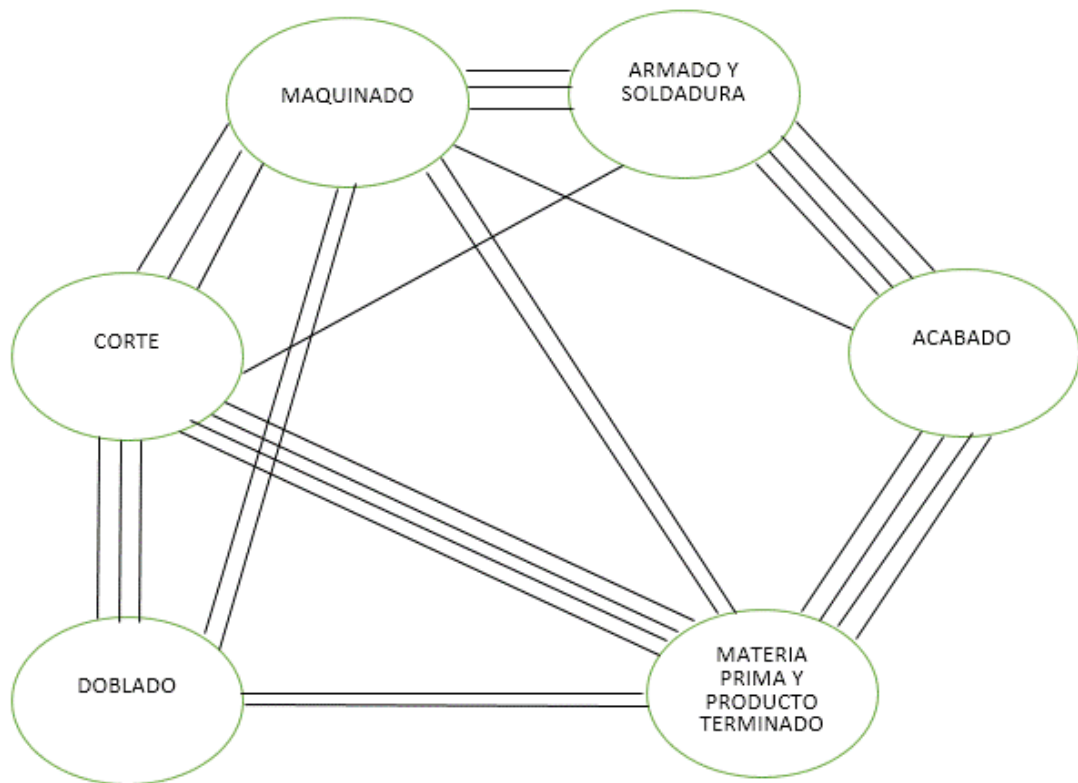 MAQUINADO
ARMADO Y
SOLDADURA
CORTE
ACABADO
DOBLADO
MATERIA
PRIMA Y
PRODUCTO
TERMINADO